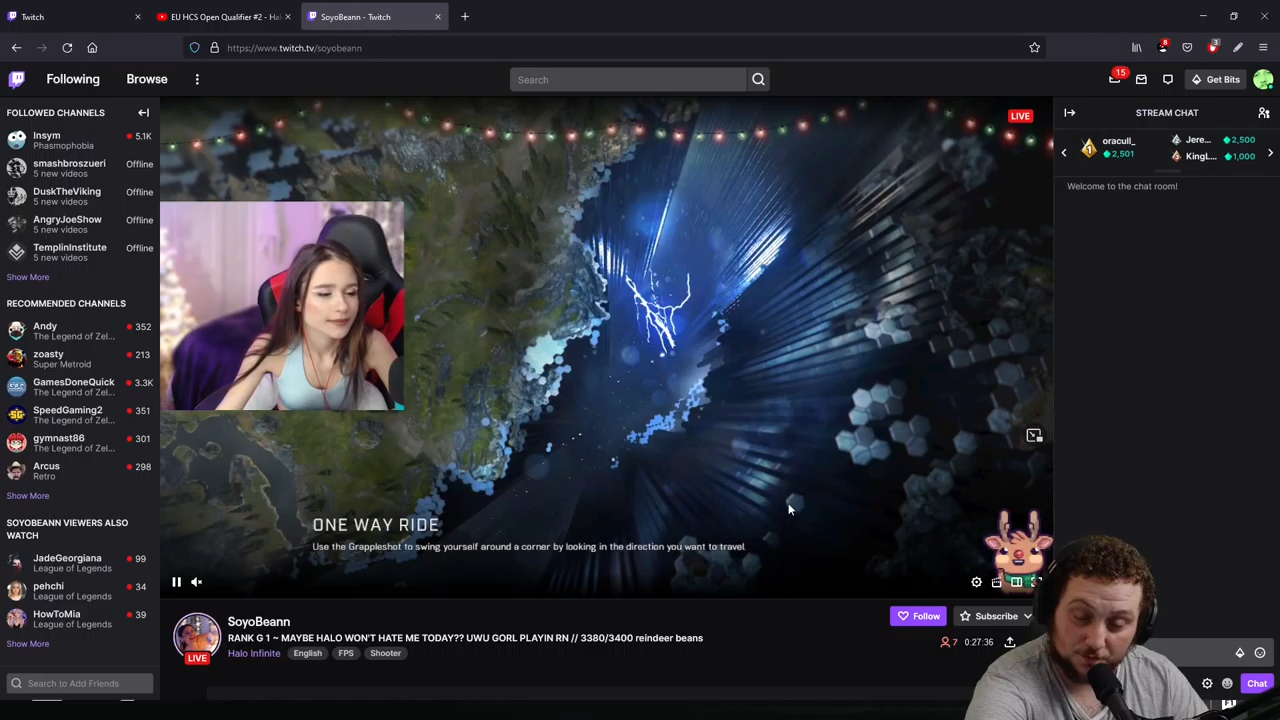 Twitch
EU HCS Open Qualifier #2 - Hal
SoyoBeann - Twitch
https://www.twitch.tv/soyobeann
8
3
Following
Browse
Search
15
Get Bits
FOLLOWED CHANNELS
Insym
5.1K
Phasmophobia
smashbroszueri
Offline
5 new videos
DuskTheViking
Offline
5 new videos
AngryJoeShow
Offline
5 new videos
TemplinInstitute
Offline
5 new videos
Show More
RECOMMENDED CHANNELS
Andy
352
The Legend of Zel...
zoasty
213
Super Metroid
GamesDoneQuick
3.3K
The Legend of Zel...
SpeedGaming2
351
The Legend of Zel...
gymnast86
301
The Legend of Zel...
Arcus
298
Retro
Show More
SOYOBEANN VIEWERS ALSO
WATCH
JadeGeorgiana
99
League of Legends
pehchi
34
League of Legends
HowToMia
39
League of Legends
Show More
Search to Add Friends
LIVE
ONE WAY RIDE
Use the Grappleshot to swing yourself around a corner by looking in the direction you want to travel.
SoyoBeann
Follow
Subscribe
RANK G 1 ~ MAYBE HALO WON'T HATE ME TODAY?? UWU GORL PLAYIN RN // 3380/3400 reindeer beans
Halo Infinite
English
FPS
Shooter
7
0:27:36
LIVE
STREAM CHAT
1
oracull_
2,501
Jere...
2,500
KingL...
1,000
Welcome to the chat room!
Chat